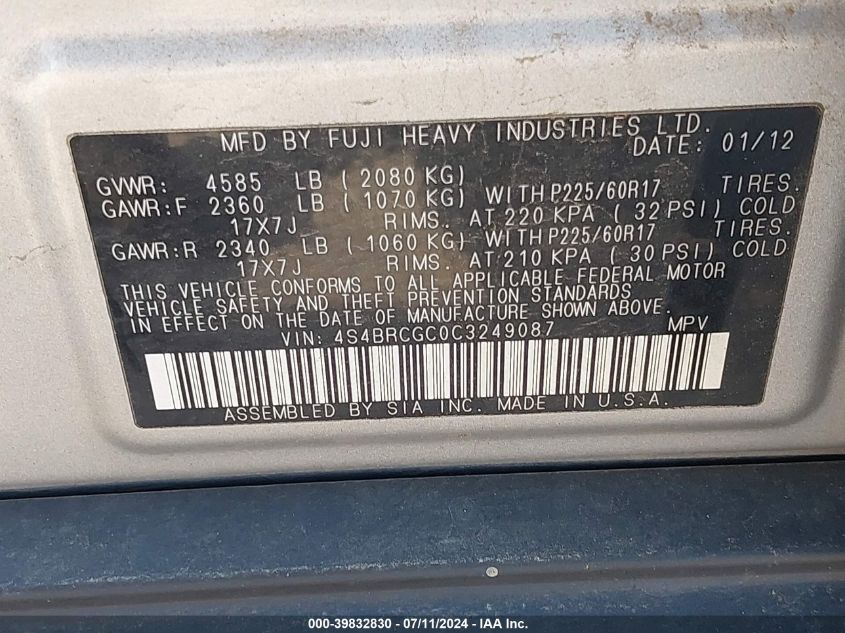 MFD BY FUJI HEAVY INDUSTRIES LTD.
DATE: 01/12
GVWR: 4585 LB ( 2080 KG)
GAWR:F 2360 LB ( 1070 KG) WITH P225/60R17 TIRES.
17X7J RIMS. AT 220 KPA ( 32 PSI) COLD
GAWR:R 2340 LB ( 1060 KG) WITH P225/60R17 TIRES.
17X7J RIMS. AT 210 KPA ( 30 PSI) COLD
THIS VEHICLE CONFORMS TO ALL APPLICABLE FEDERAL MOTOR
VEHICLE SAFETY AND THEFT PREVENTION STANDARDS
IN EFFECT ON THE DATE OF MANUFACTURE SHOWN ABOVE.
VIN: 4S4BRCGC0C3249087 MPV
ASSEMBLED BY SIA INC. MADE IN U.S.A.
000-39832830 - 07/11/2024 - IAA Inc.